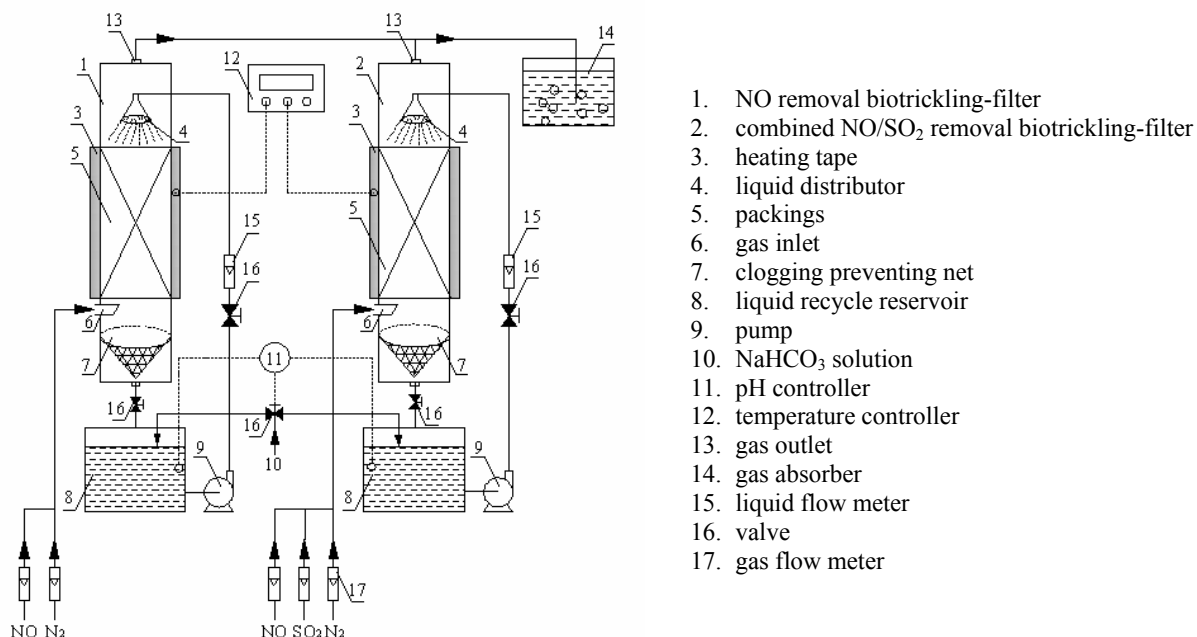 13
13
14
1
12
2
3
4
3
4
5
5
15
15
16
16
6
6
7
7
11
16
16
16
9
9
10
8
8
17
NO N₂
NO SO₂ N₂
1. NO removal biotrickling-filter
2. combined NO/SO₂ removal biotrickling-filter
3. heating tape
4. liquid distributor
5. packings
6. gas inlet
7. clogging preventing net
8. liquid recycle reservoir
9. pump
10. NaHCO₃ solution
11. pH controller
12. temperature controller
13. gas outlet
14. gas absorber
15. liquid flow meter
16. valve
17. gas flow meter